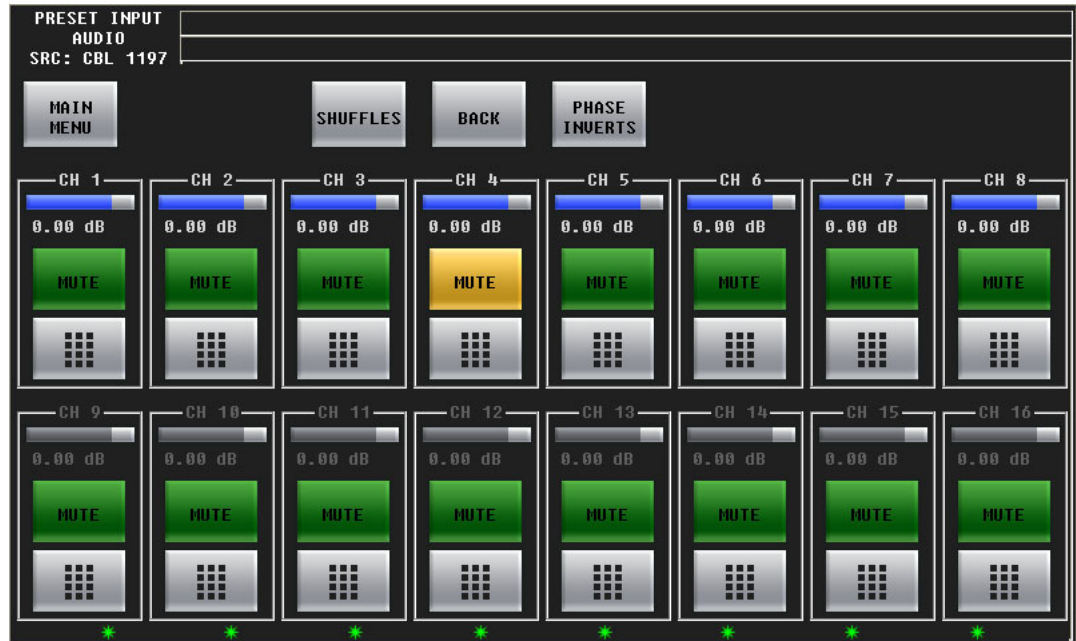 PRESET INPUT
AUDIO
SRC: CBL 1197
MAIN
MENU
SHUFFLES
BACK
PHASE
INVERTS
CH 1 CH 2 CH 3 CH 4 CH 5 CH 6 CH 7 CH 8
0.00 dB 0.00 dB 0.00 dB 0.00 dB 0.00 dB 0.00 dB 0.00 dB 0.00 dB
MUTE MUTE MUTE MUTE MUTE MUTE MUTE MUTE
CH 9 CH 10 CH 11 CH 12 CH 13 CH 14 CH 15 CH 16
0.00 dB 0.00 dB 0.00 dB 0.00 dB 0.00 dB 0.00 dB 0.00 dB 0.00 dB
MUTE MUTE MUTE MUTE MUTE MUTE MUTE MUTE